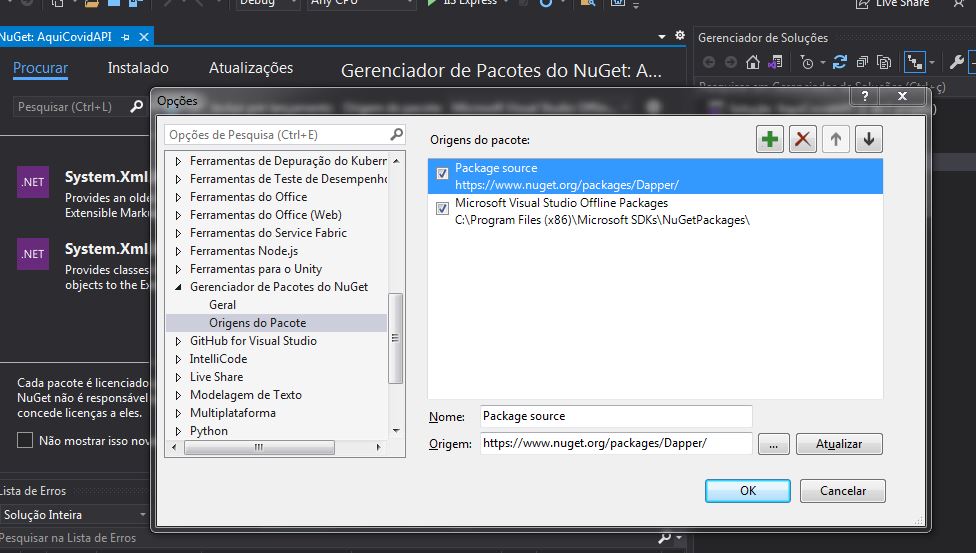 Debug
Any CPU
IIS Express
Live Share
NuGet: AquiCovidAPI
Gerenciador de Soluções
Procurar
Instalado
Atualizações
Gerenciador de Pacotes do NuGet: A...
Pesquisar (Ctrl+L)
Opções
Opções de Pesquisa (Ctrl+E)
Origens do pacote:
Ferramentas de Depuração do Kubern
Ferramentas de Teste de Desempenho
Ferramentas do Office
Ferramentas do Office (Web)
Ferramentas do Service Fabric
Ferramentas Node.js
Ferramentas para o Unity
Gerenciador de Pacotes do NuGet
Geral
Origens do Pacote
GitHub for Visual Studio
IntelliCode
Live Share
Modelagem de Texto
Multiplataforma
Python
Package source
https://www.nuget.org/packages/Dapper/
Microsoft Visual Studio Offline Packages
C:\Program Files (x86)\Microsoft SDKs\NuGetPackages\
Nome: Package source
Origem: https://www.nuget.org/packages/Dapper/ ... Atualizar
OK
Cancelar
.NET
System.Xml
Provides an olde
Extensible Marku
.NET
System.Xml
Provides classes
objects to the Ex
Cada pacote é licenciado
NuGet não é responsável
concede licenças a eles.
Não mostrar isso nov
Lista de Erros
Solução Inteira
Pesquisar na Lista de Erros